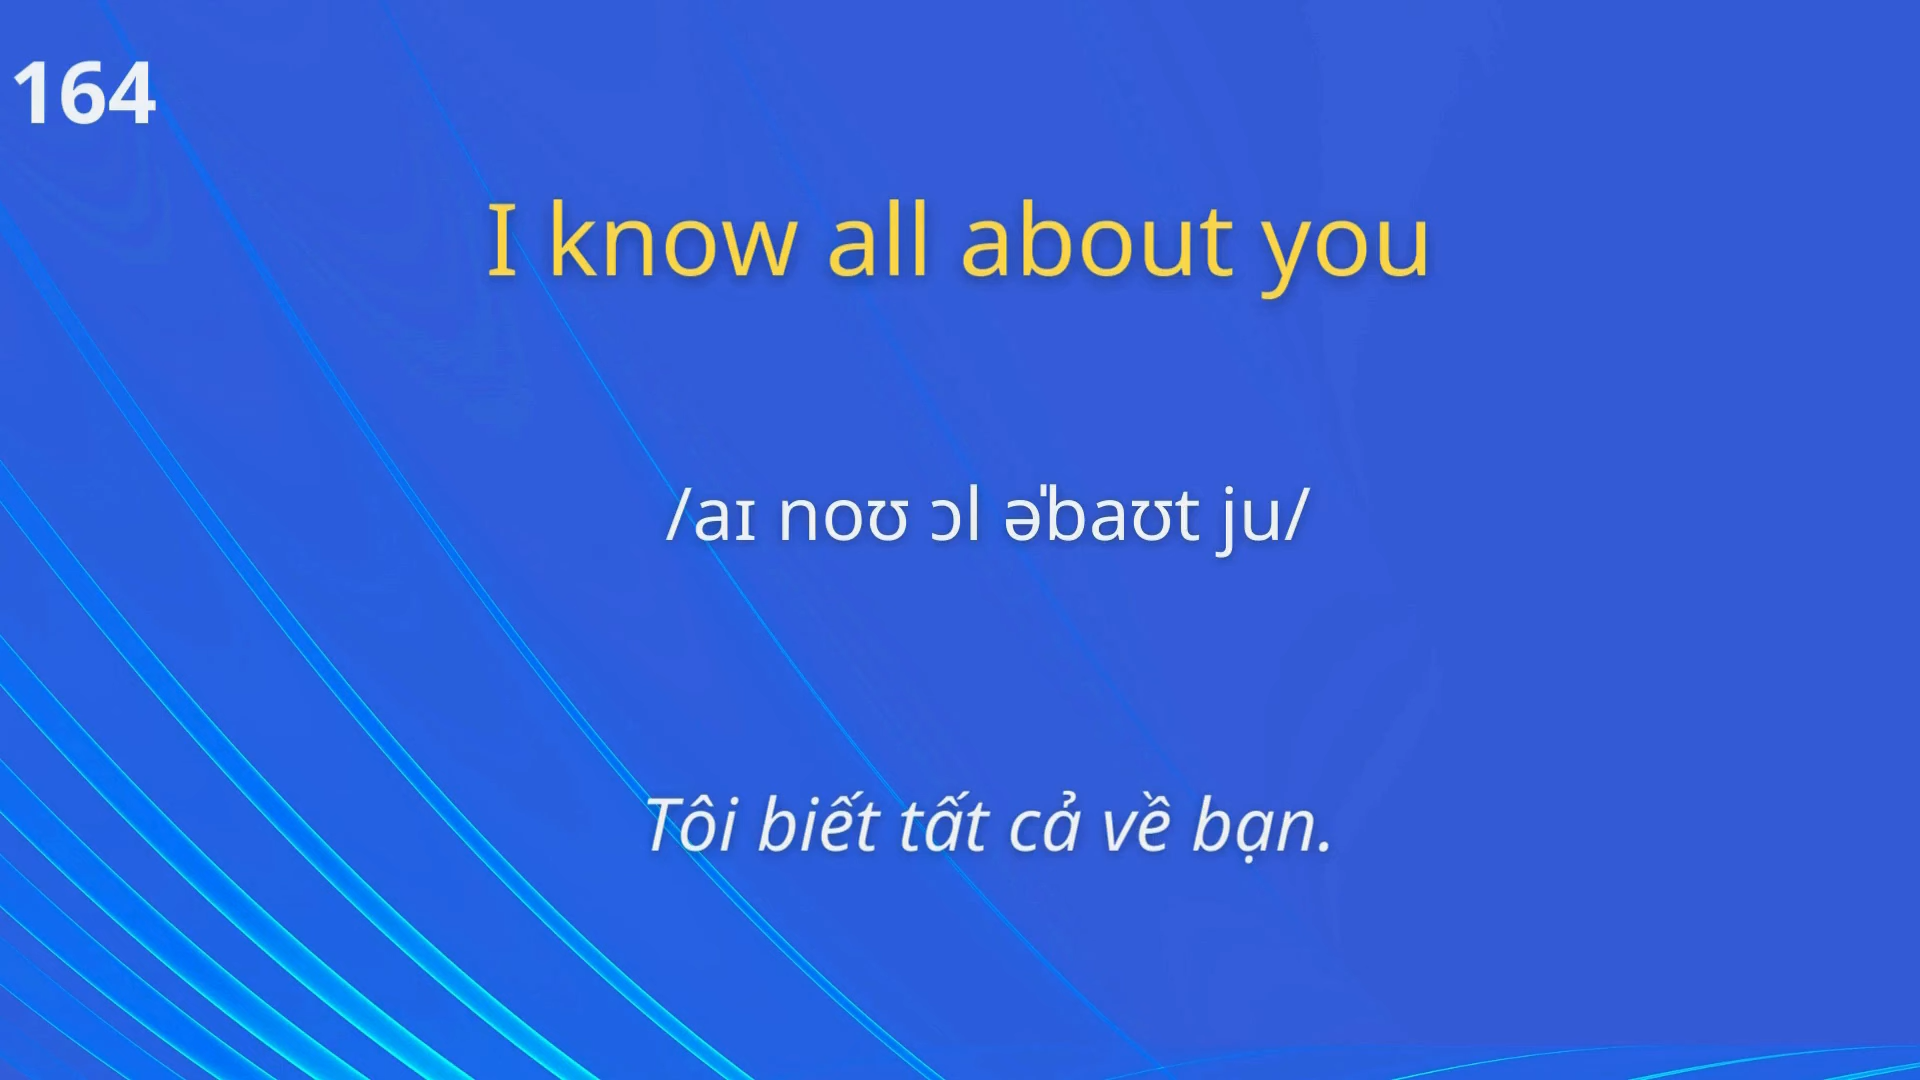 164
I know all about you
/aɪ noʊ ɔl əˈbaʊt ju/
Tôi biết tất cả về bạn.